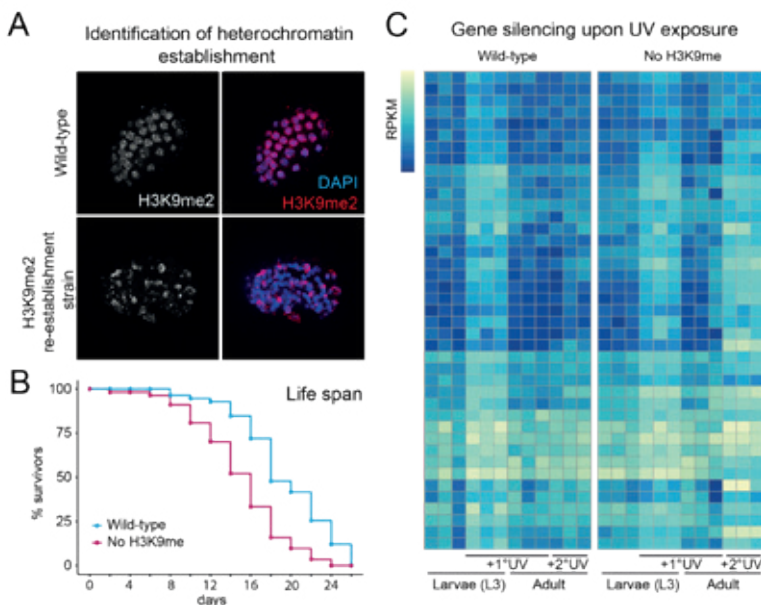 A
Identification of heterochromatin
establishment
Wild-type
H3K9me2
DAPI
H3K9me2
H3K9me2
re-establishment
strain
B
Life span
% survivors
100
75
50
25
0
Wild-type
No H3K9me
0 4 8 12 16 20 24
days
C
Gene silencing upon UV exposure
Wild-type No H3K9me
RPKM
+1°UV +2°UV +1°UV +2°UV
Larvae (L3) Adult Larvae (L3) Adult